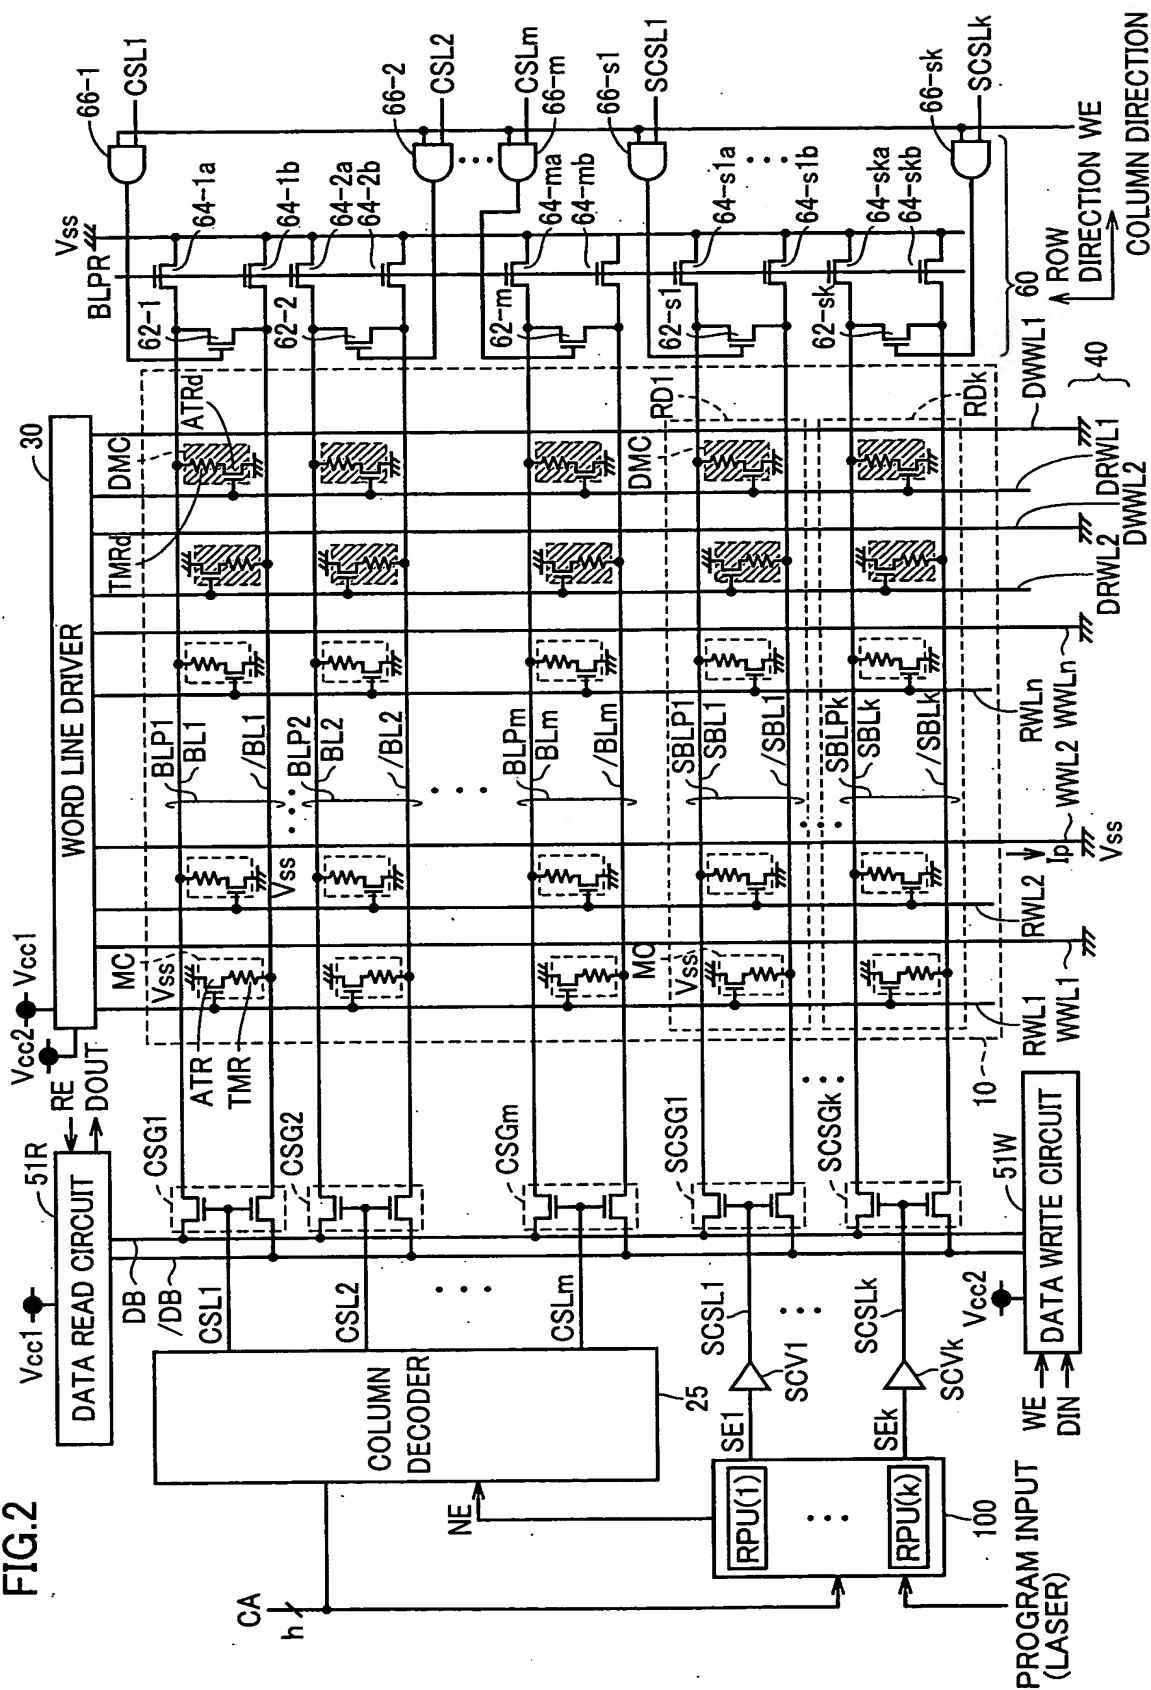 FIG.2
Vcc1
DATA READ CIRCUIT
51R
RE
DOUT
Vcc2
Vcc1
WORD LINE DRIVER
30
DB
/DB
CA
h
COLUMN
DECODER
25
NE
CSL1
CSL2
CSLm
CSG1
CSG2
CSGm
SCSG1
SCSGk
SCSL1
SCSLk
SCV1
SCVk
SE1
SEk
RPU(1)
RPU(k)
100
PROGRAM INPUT
(LASER)
WE
DIN
DATA WRITE CIRCUIT
51W
Vcc2
10
MC
Vss
ATR
TMR
Vss
MC
Vss
BLP1
BL1
/BL1
BLP2
BL2
/BL2
BLPm
BLm
/BLm
SBLP1
SBL1
/SBL1
SBLPk
SBLk
/SBLk
TMRd
DMC
ATRd
DMC
RD1
RDk
RWL1
WWL1
RWL2
Ip
WWL2
Vss
RWLn
WWLn
DRWL2
DWWL2
DRWL1
DWWL1
40
60
BLPR
Vss
62-1
62-2
62-m
62-s1
62-sk
64-1a
64-1b
64-2a
64-2b
64-ma
64-mb
64-s1a
64-s1b
64-ska
64-skb
66-1
CSL1
66-2
CSL2
CSLm
66-m
66-s1
SCSL1
66-sk
SCSLk
WE
ROW
DIRECTION
COLUMN DIRECTION